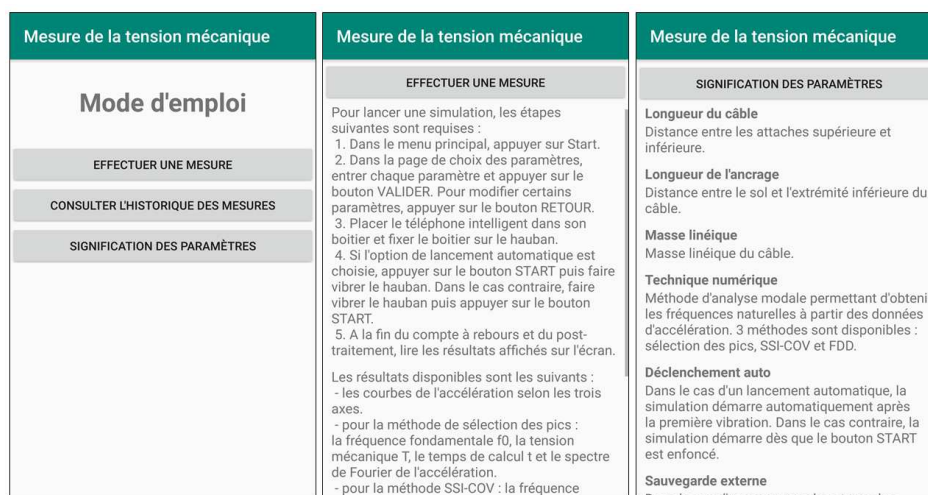 Mesure de la tension mécanique
Mode d'emploi
EFFECTUER UNE MESURE
CONSULTER L'HISTORIQUE DES MESURES
SIGNIFICATION DES PARAMÈTRES
Mesure de la tension mécanique
EFFECTUER UNE MESURE
Pour lancer une simulation, les étapes
suivantes sont requises :
1. Dans le menu principal, appuyer sur Start.
2. Dans la page de choix des paramètres,
entrer chaque paramètre et appuyer sur le
bouton VALIDER. Pour modifier certains
paramètres, appuyer sur le bouton RETOUR.
3. Placer le téléphone intelligent dans son
boitier et fixer le boitier sur le hauban.
4. Si l'option de lancement automatique est
choisie, appuyer sur le bouton START puis faire
vibrer le hauban. Dans le cas contraire, faire
vibrer le hauban puis appuyer sur le bouton
START.
5. A la fin du compte à rebours et du post-
traitement, lire les résultats affichés sur l'écran.
Les résultats disponibles sont les suivants :
- les courbes de l'accélération selon les trois
axes.
- pour la méthode de sélection des pics :
la fréquence fondamentale f0, la tension
mécanique T, le temps de calcul t et le spectre
de Fourier de l'accélération.
- pour la méthode SSI-COV : la fréquence
Mesure de la tension mécanique
SIGNIFICATION DES PARAMÈTRES
Longueur du câble
Distance entre les attaches supérieure et
inférieure.
Longueur de l'ancrage
Distance entre le sol et l'extrémité inférieure du
câble.
Masse linéique
Masse linéique du câble.
Technique numérique
Méthode d'analyse modale permettant d'obteni
les fréquences naturelles à partir des données
d'accélération. 3 méthodes sont disponibles :
sélection des pics, SSI-COV et FDD.
Déclenchement auto
Dans le cas d'un lancement automatique, la
simulation démarre automatiquement après
la première vibration. Dans le cas contraire, la
simulation démarre dès que le bouton START
est enfoncé.
Sauvegarde externe